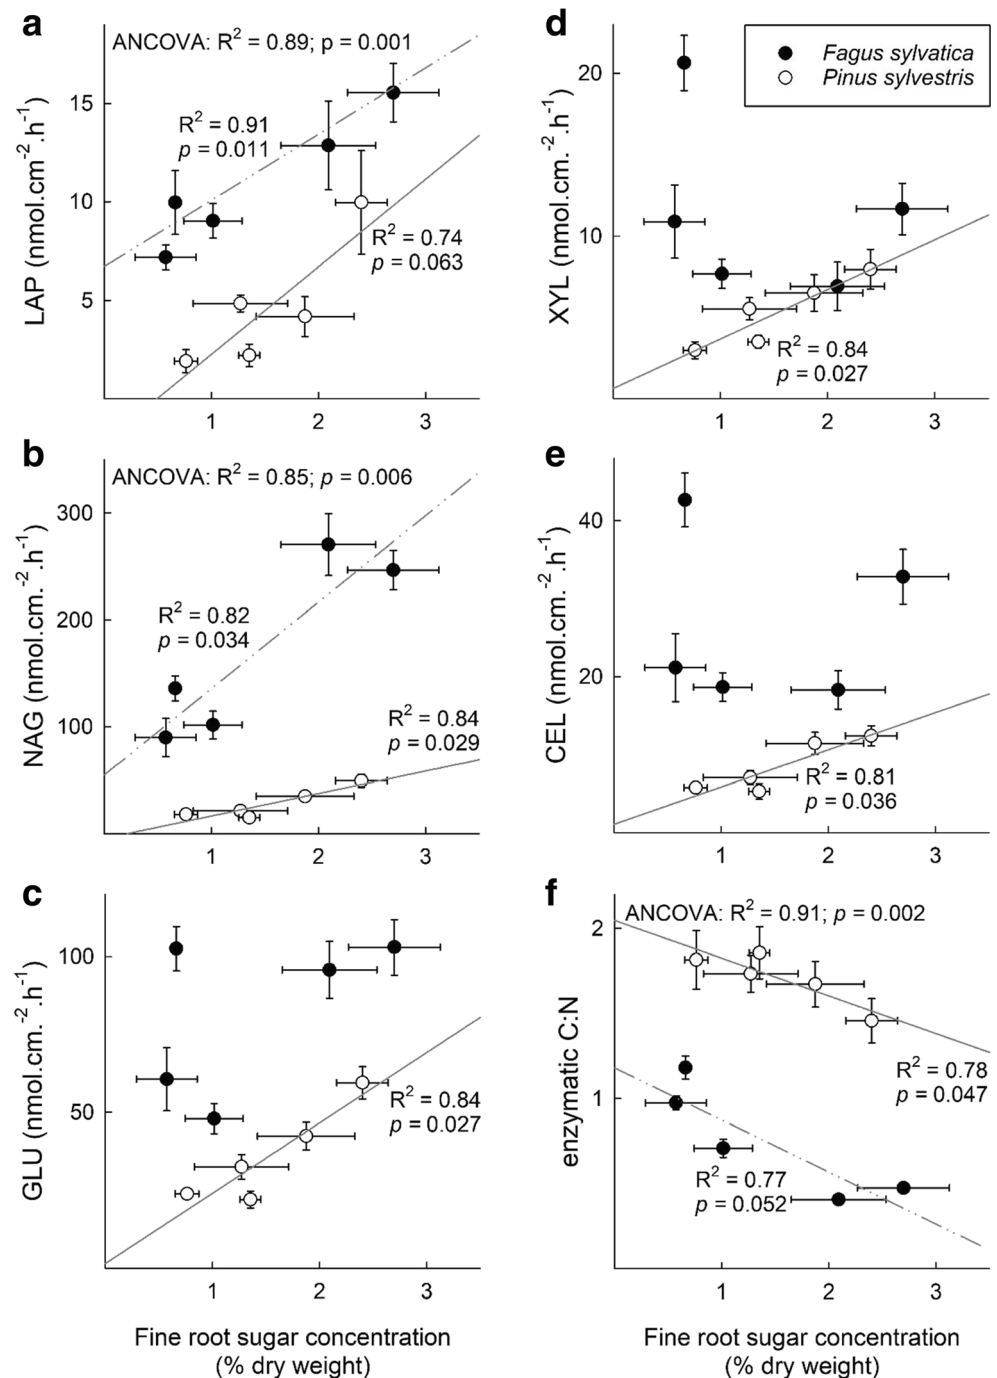 a
ANCOVA: R² = 0.89; p = 0.001
R² = 0.91
p = 0.011
R² = 0.74
p = 0.063
LAP (nmol.cm⁻².h⁻¹)
15
10
5
1 2 3
d
Fagus sylvatica
Pinus sylvestris
R² = 0.84
p = 0.027
XYL (nmol.cm.⁻².h⁻¹)
20
10
1 2 3
b
ANCOVA: R² = 0.85; p = 0.006
R² = 0.82
p = 0.034
R² = 0.84
p = 0.029
NAG (nmol.cm.⁻².h⁻¹)
300
200
100
1 2 3
e
R² = 0.81
p = 0.036
CEL (nmol.cm.⁻².h⁻¹)
40
20
1 2 3
c
R² = 0.84
p = 0.027
GLU (nmol.cm.⁻².h⁻¹)
100
50
1 2 3
Fine root sugar concentration
(% dry weight)
f
ANCOVA: R² = 0.91; p = 0.002
R² = 0.78
p = 0.047
R² = 0.77
p = 0.052
enzymatic C:N
2
1
1 2 3
Fine root sugar concentration
(% dry weight)